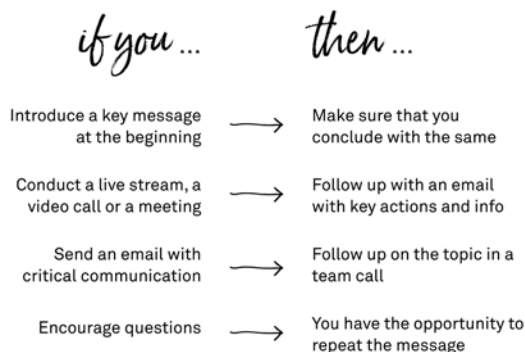 if you ...
then ...
Introduce a key message
at the beginning
Make sure that you
conclude with the same
Conduct a live stream, a
video call or a meeting
Follow up with an email
with key actions and info
Send an email with
critical communication
Follow up on the topic in a
team call
Encourage questions
You have the opportunity to
repeat the message